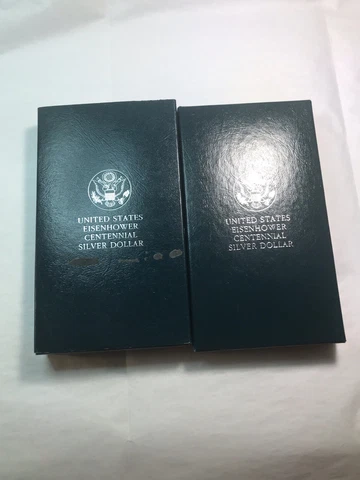 UNITED STATES
EISENHOWER
CENTENNIAL
SILVER DOLLAR
UNITED STATES
EISENHOWER
CENTENNIAL
SILVER DOLLAR